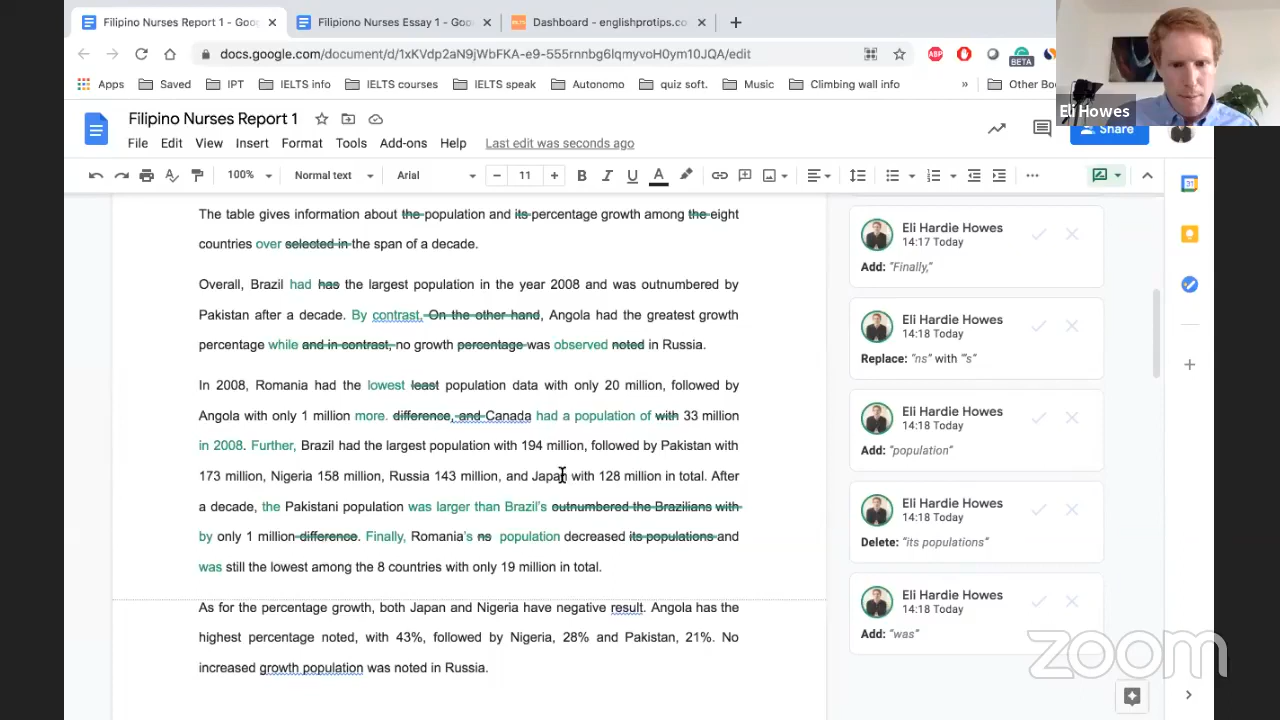 Filipino Nurses Report 1 - Goo
Filipiono Nurses Essay 1 - Goo
Dashboard - englishprotips.co
docs.google.com/document/d/1xKVdp2aN9jWbFKA-e9-555rnnbg6lqmyvoH0ym10JQA/edit
ABP
BETA
Apps Saved IPT IELTS info IELTS courses IELTS speak Autonomo quiz soft. Music Climbing wall info » Other Boo
Eli Howes
Filipino Nurses Report 1
Share
File Edit View Insert Format Tools Add-ons Help Last edit was seconds ago
100% Normal text Arial 11 B I U A
The table gives information about the population and its percentage growth among the eight
countries over selected in the span of a decade.
Overall, Brazil had has the largest population in the year 2008 and was outnumbered by
Pakistan after a decade. By contrast, On the other hand, Angola had the greatest growth
percentage while and in contrast, no growth percentage was observed noted in Russia.
In 2008, Romania had the lowest least population data with only 20 million, followed by
Angola with only 1 million more. difference, and Canada had a population of with 33 million
in 2008. Further, Brazil had the largest population with 194 million, followed by Pakistan with
173 million, Nigeria 158 million, Russia 143 million, and Japan with 128 million in total. After
a decade, the Pakistani population was larger than Brazil's outnumbered the Brazilians with
by only 1 million difference. Finally, Romania's ns population decreased its populations and
was still the lowest among the 8 countries with only 19 million in total.
As for the percentage growth, both Japan and Nigeria have negative result. Angola has the
highest percentage noted, with 43%, followed by Nigeria, 28% and Pakistan, 21%. No
increased growth population was noted in Russia.
Eli Hardie Howes
14:17 Today
Add: "Finally,"
Eli Hardie Howes
14:18 Today
Replace: "ns" with "'s"
Eli Hardie Howes
14:18 Today
Add: "population"
Eli Hardie Howes
14:18 Today
Delete: "its populations"
Eli Hardie Howes
14:18 Today
Add: "was"
31
zoom